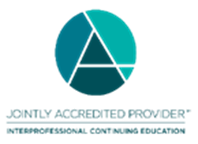 JOINTLY ACCREDITED PROVIDER™
INTERPROFESSIONAL CONTINUING EDUCATION